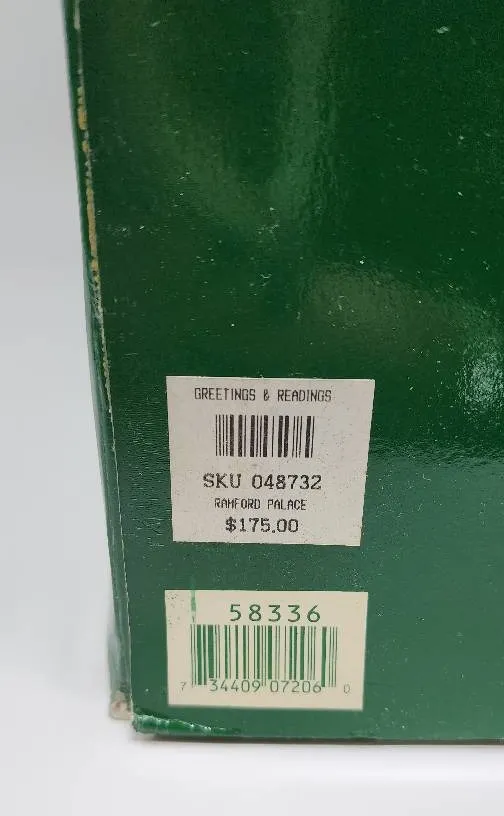 GREETINGS & READINGS
SKU 048732
RAMFORD PALACE
$175.00
58336
7 34409 07206 0